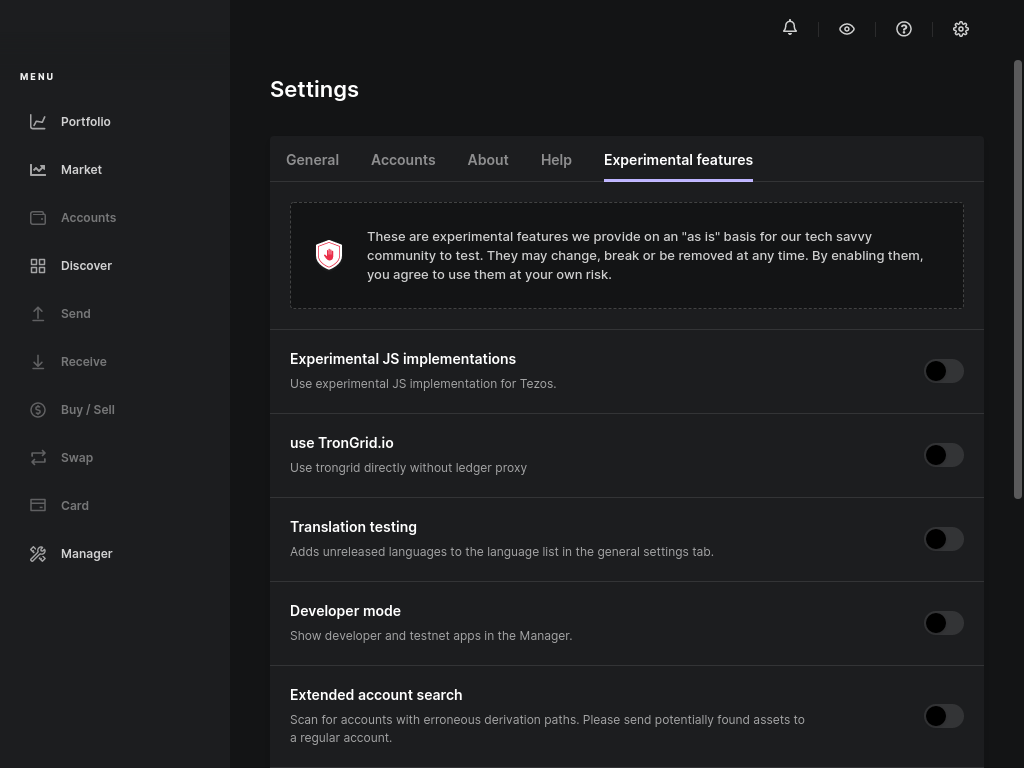 MENU
Portfolio
Market
Accounts
Discover
Send
Receive
Buy / Sell
Swap
Card
Manager
Settings
General
Accounts
About
Help
Experimental features
These are experimental features we provide on an "as is" basis for our tech savvy
community to test. They may change, break or be removed at any time. By enabling them,
you agree to use them at your own risk.
Experimental JS implementations
Use experimental JS implementation for Tezos.
use TronGrid.io
Use trongrid directly without ledger proxy
Translation testing
Adds unreleased languages to the language list in the general settings tab.
Developer mode
Show developer and testnet apps in the Manager.
Extended account search
Scan for accounts with erroneous derivation paths. Please send potentially found assets to
a regular account.